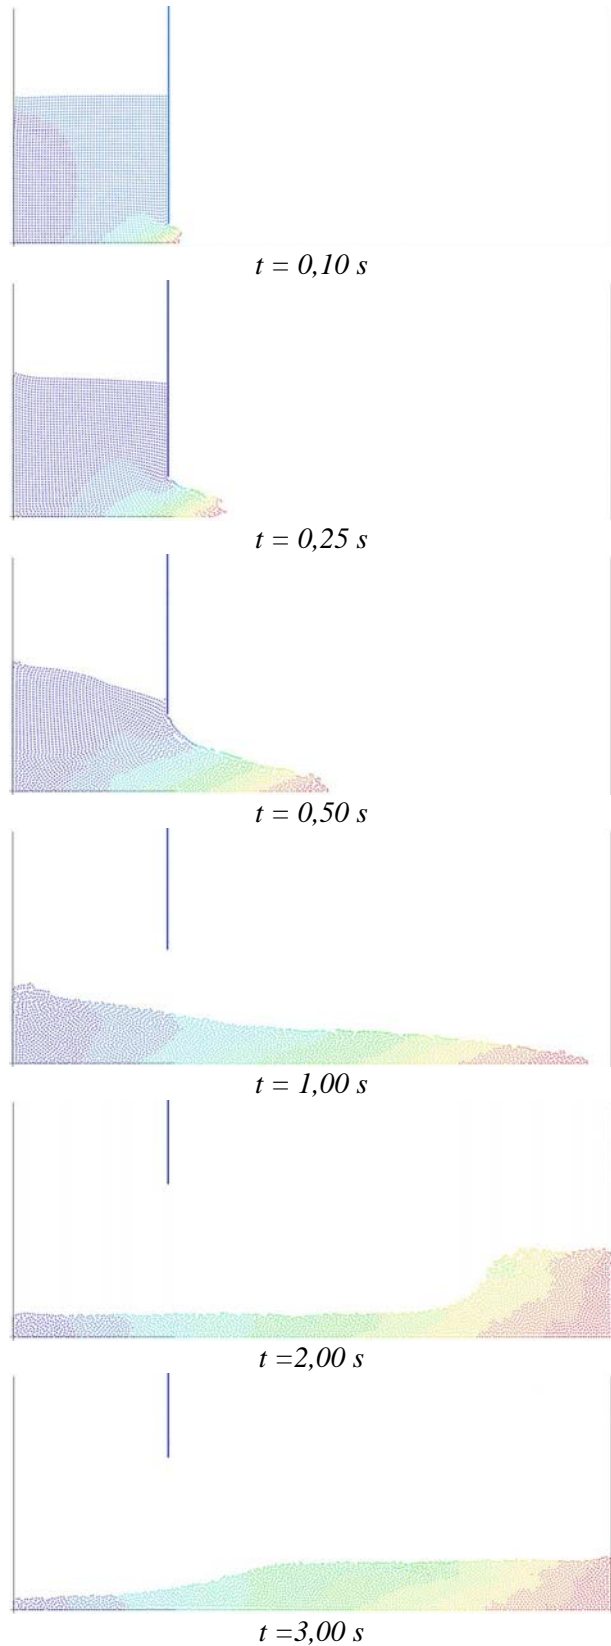 t = 0,10 s
t = 0,25 s
t = 0,50 s
t = 1,00 s
t =2,00 s
t =3,00 s